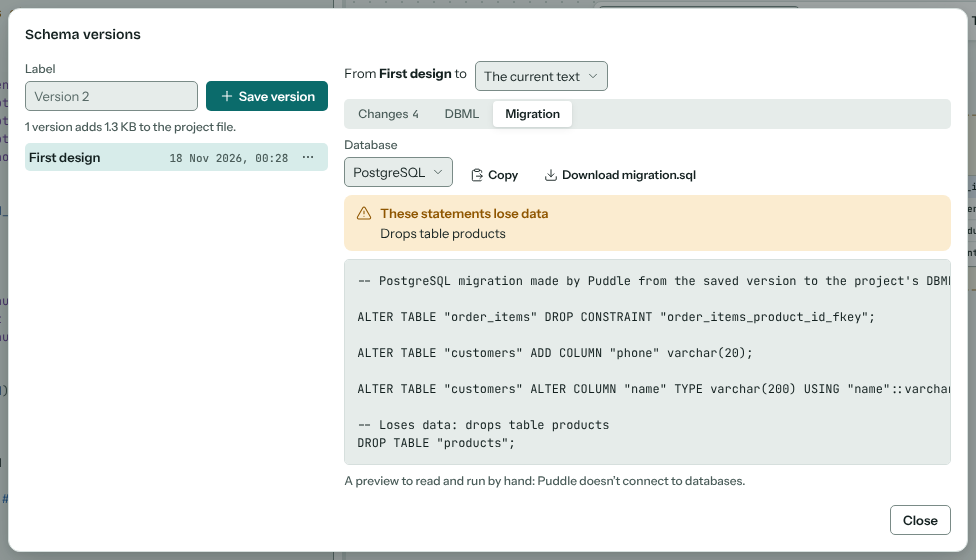 Schema versions
Label
Version 2
+ Save version
1 version adds 1.3 KB to the project file.
First design 18 Nov 2026, 00:28 ···
From First design to The current text
Changes 4 DBML Migration
Database
PostgreSQL Copy Download migration.sql
These statements lose data
Drops table products
-- PostgreSQL migration made by Puddle from the saved version to the project's DBML
ALTER TABLE "order_items" DROP CONSTRAINT "order_items_product_id_fkey";
ALTER TABLE "customers" ADD COLUMN "phone" varchar(20);
ALTER TABLE "customers" ALTER COLUMN "name" TYPE varchar(200) USING "name"::varchar
-- Loses data: drops table products
DROP TABLE "products";
A preview to read and run by hand: Puddle doesn't connect to databases.
Close